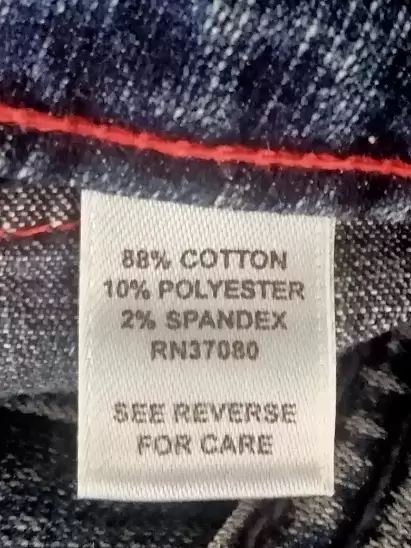 88% COTTON
10% POLYESTER
2% SPANDEX
RN37080
SEE REVERSE
FOR CARE